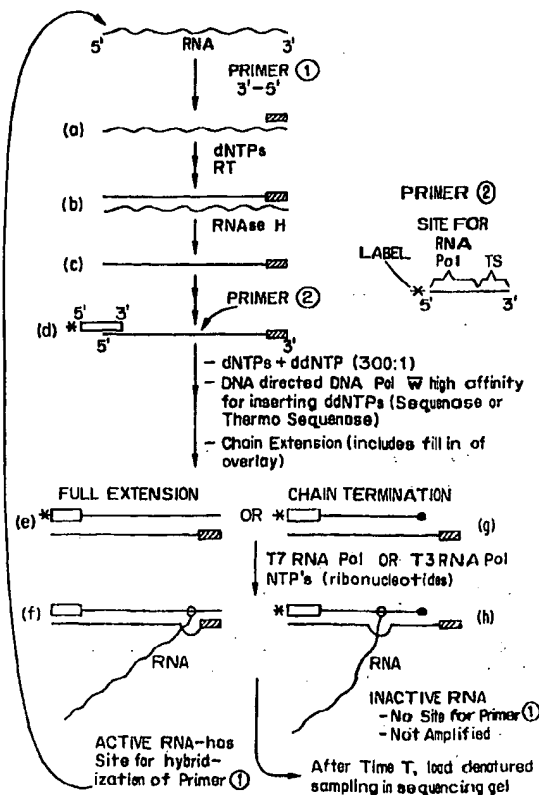 5' 3'
RNA
PRIMER ①
3'-5'
(a)
dNTPs
RT
(b)
RNAse H
(c)
PRIMER ②
SITE FOR
RNA
Pol TS
LABEL
* 5' 3'
PRIMER ②
5' 3'
(d) *
5' 3'
- dNTPs + ddNTP (300:1)
- DNA directed DNA Pol w̅ high affinity
for inserting ddNTPs (Sequenase or
Thermo Sequenase)
- Chain Extension (includes fill in of
overlay)
FULL EXTENSION CHAIN TERMINATION
(e) * OR * (g)
T7 RNA Pol OR T3 RNA Pol
NTP's (ribonucleotides)
(f) * (h)
RNA RNA
INACTIVE RNA
- No Site for Primer ①
- Not Amplified
ACTIVE RNA-has
Site for hybrid-
ization of Primer ①
After Time T, load denatured
sampling in sequencing gel